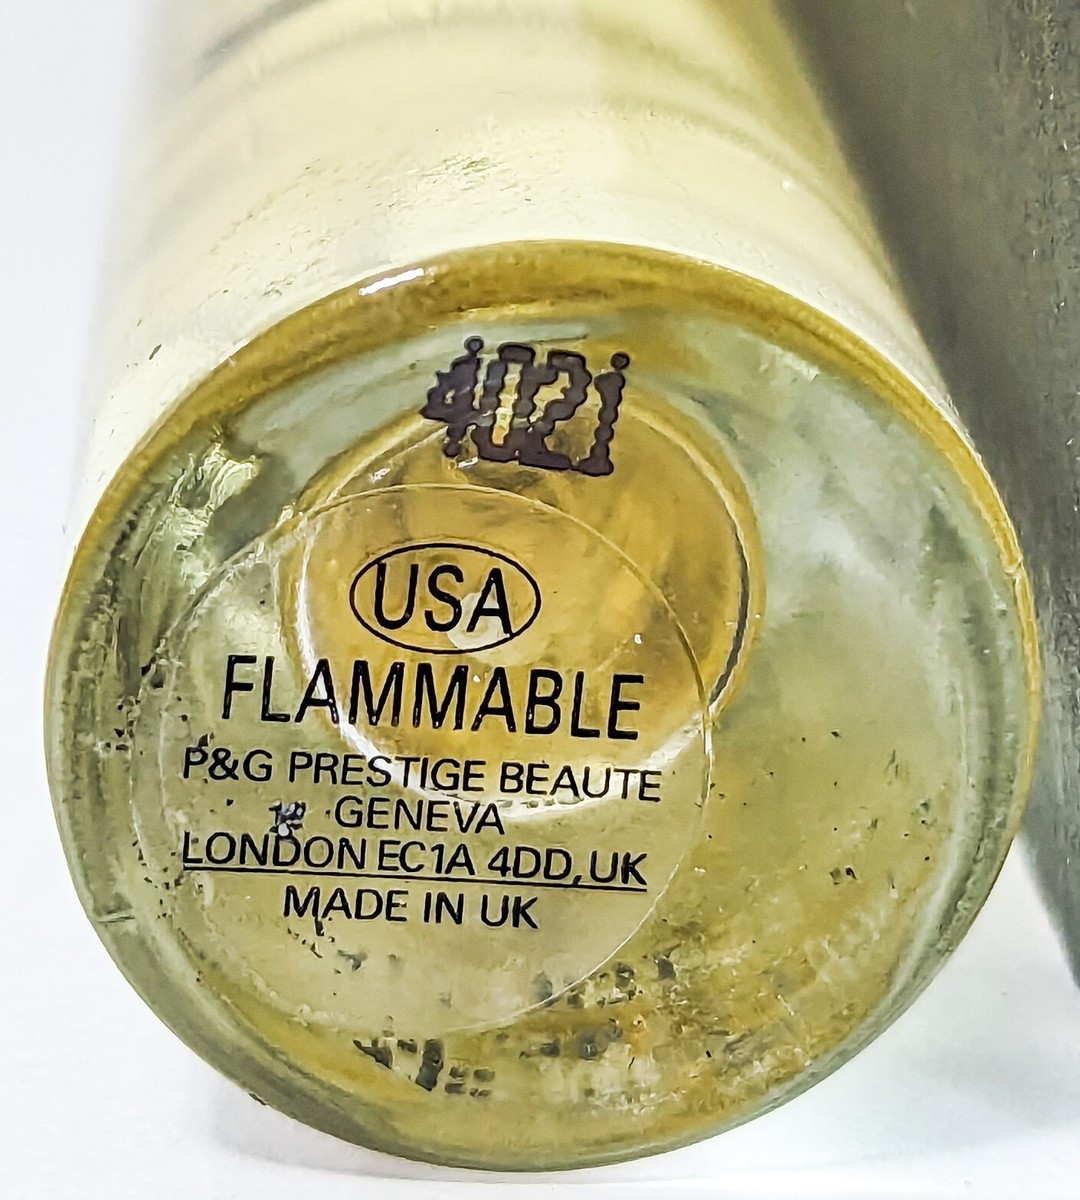 4021
USA
FLAMMABLE
P&G PRESTIGE BEAUTE
GENEVA
LONDON EC1A 4DD, UK
MADE IN UK